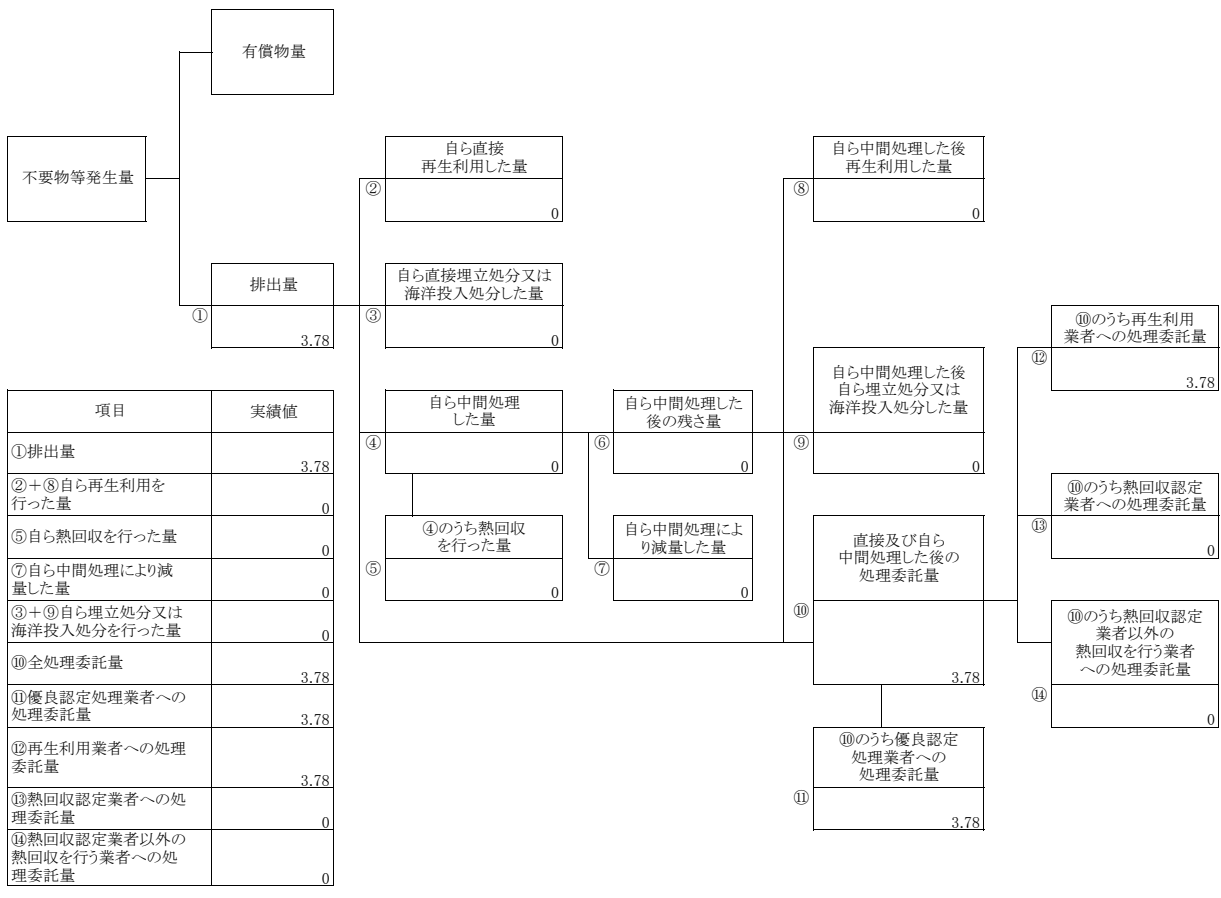 有償物量
不要物等発生量
排出量
①
3.78
自ら直接
再生利用した量
②
0
自ら直接埋立処分又は
海洋投入処分した量
③
0
自ら中間処理
した量
④
0
④のうち熱回収
を行った量
⑤
0
自ら中間処理した
後の残さ量
⑥
0
自ら中間処理によ
り減量した量
⑦
0
自ら中間処理した後
再生利用した量
⑧
0
自ら中間処理した後
自ら埋立処分又は
海洋投入処分した量
⑨
0
直接及び自ら
中間処理した後の
処理委託量
⑩
3.78
⑩のうち優良認定
処理業者への
処理委託量
⑪
3.78
⑩のうち再生利用
業者への処理委託量
⑫
3.78
⑩のうち熱回収認定
業者への処理委託量
⑬
0
⑩のうち熱回収認定
業者以外の
熱回収を行う業者
への処理委託量
⑭
0
項目 実績値
①排出量
3.78
②＋⑧自ら再生利用を
行った量
0
⑤自ら熱回収を行った量
0
⑦自ら中間処理により減
量した量
0
③＋⑨自ら埋立処分又は
海洋投入処分を行った量
0
⑩全処理委託量
3.78
⑪優良認定処理業者への
処理委託量
3.78
⑫再生利用業者への処理
委託量
3.78
⑬熱回収認定業者への処
理委託量
0
⑭熱回収認定業者以外の
熱回収を行う業者への処
理委託量
0